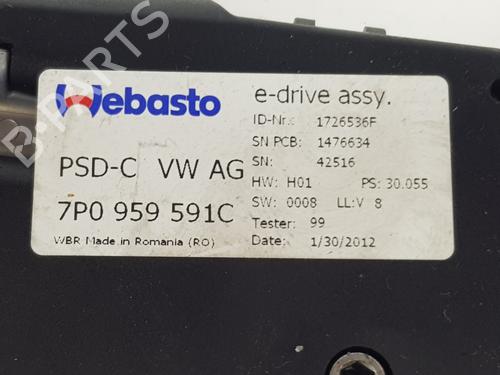 Webasto
e-drive assy.
ID-Nr.: 1726536F
SN PCB: 1476634
SN: 42516
HW: H01 PS: 30.055
SW: 0008 LL:V 8
Tester: 99
Date: 1/30/2012
PSD-C VW AG
7P0 959 591C
WBR Made in Romania (RO)
B-PARTS